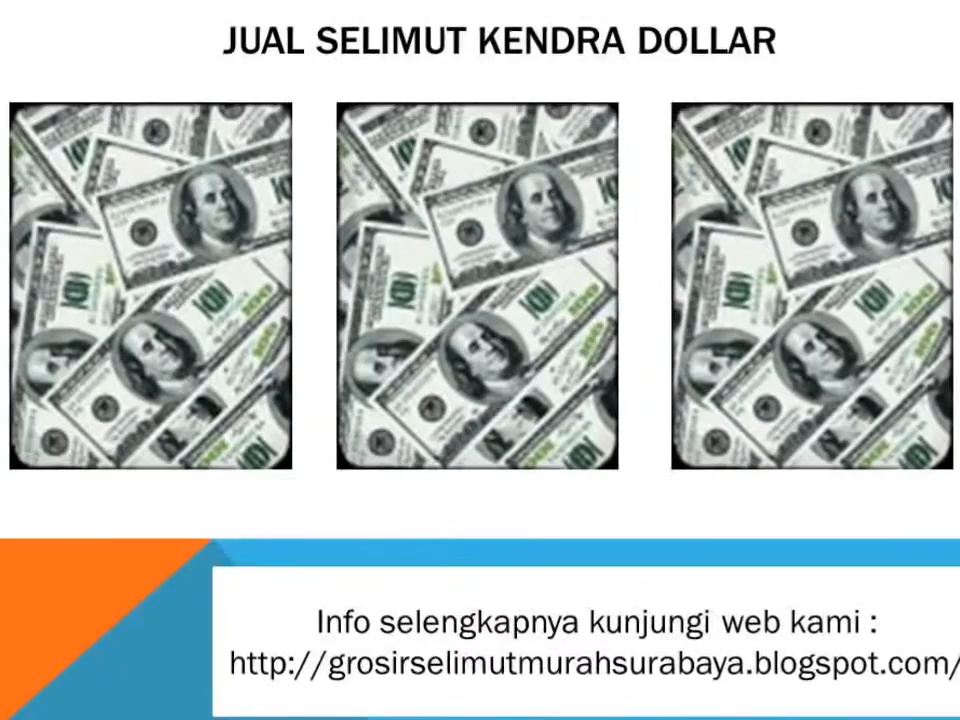 JUAL SELIMUT KENDRA DOLLAR
Info selengkapnya kunjungi web kami :
http://grosirselimutmurahsurabaya.blogspot.com/